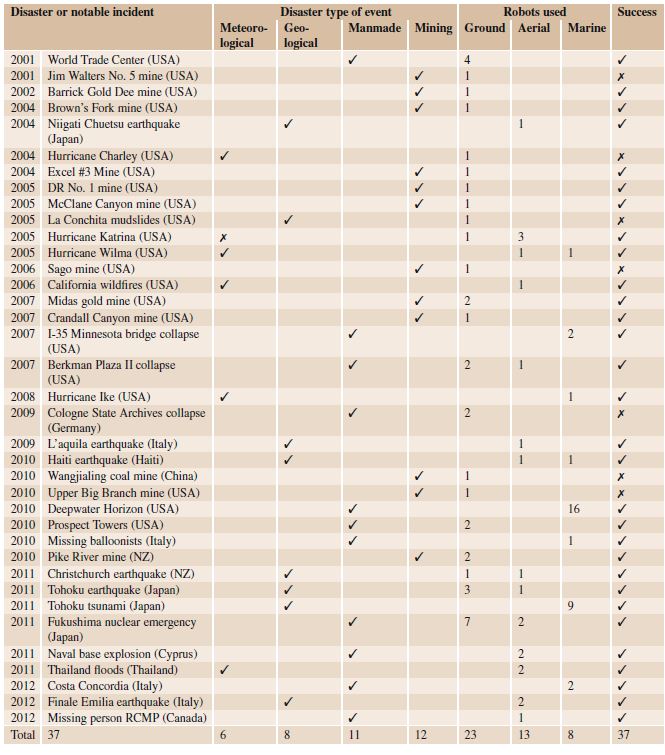 Disaster or notable incident Disaster type of event Robots used Success
Meteoro- Geo- Manmade Mining Ground Aerial Marine
logical logical
2001 World Trade Center (USA) ✓ 4 ✓
2001 Jim Walters No. 5 mine (USA) ✓ 1 ✗
2002 Barrick Gold Dee mine (USA) ✓ 1 ✓
2004 Brown's Fork mine (USA) ✓ 1 ✓
2004 Niigati Chuetsu earthquake ✓ 1 ✓
(Japan)
2004 Hurricane Charley (USA) ✓ 1 ✗
2004 Excel #3 Mine (USA) ✓ 1 ✓
2005 DR No. 1 mine (USA) ✓ 1 ✓
2005 McClane Canyon mine (USA) ✓ 1 ✓
2005 La Conchita mudslides (USA) ✓ 1 ✗
2005 Hurricane Katrina (USA) ✗ 1 3 ✓
2005 Hurricane Wilma (USA) ✓ 1 1 ✓
2006 Sago mine (USA) ✓ 1 ✗
2006 California wildfires (USA) ✓ 1 ✓
2007 Midas gold mine (USA) ✓ 2 ✓
2007 Crandall Canyon mine (USA) ✓ 1 ✓
2007 I-35 Minnesota bridge collapse ✓ 2 ✓
(USA)
2007 Berkman Plaza II collapse ✓ 2 1 ✓
(USA)
2008 Hurricane Ike (USA) ✓ 1 ✓
2009 Cologne State Archives collapse ✓ 2 ✗
(Germany)
2009 L'aquila earthquake (Italy) ✓ 1 ✓
2010 Haiti earthquake (Haiti) ✓ 1 1 ✓
2010 Wangjialing coal mine (China) ✓ 1 ✗
2010 Upper Big Branch mine (USA) ✓ 1 ✗
2010 Deepwater Horizon (USA) ✓ 16 ✓
2010 Prospect Towers (USA) ✓ 2 ✓
2010 Missing balloonists (Italy) ✓ 1 ✓
2010 Pike River mine (NZ) ✓ 2 ✓
2011 Christchurch earthquake (NZ) ✓ 1 1 ✓
2011 Tohoku earthquake (Japan) ✓ 3 1 ✓
2011 Tohoku tsunami (Japan) ✓ 9 ✓
2011 Fukushima nuclear emergency ✓ 7 2 ✓
(Japan)
2011 Naval base explosion (Cyprus) ✓ 2 ✓
2011 Thailand floods (Thailand) ✓ 2 ✓
2012 Costa Concordia (Italy) ✓ 2 ✓
2012 Finale Emilia earthquake (Italy) ✓ 2 ✓
2012 Missing person RCMP (Canada) ✓ 1 ✓
Total 37 6 8 11 12 23 13 8 37